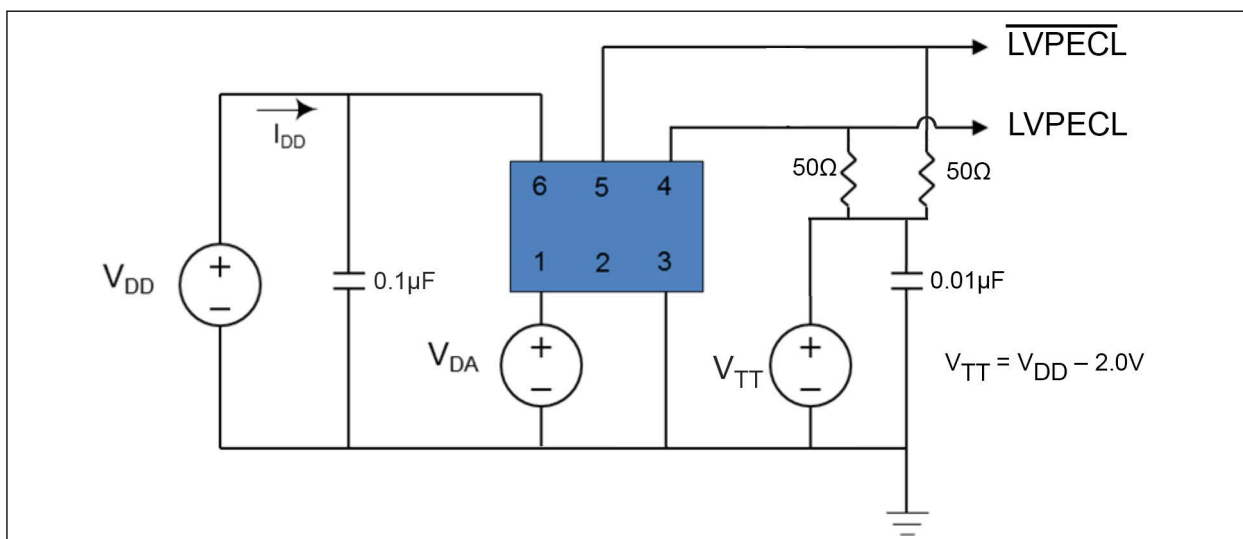 L̅V̅P̅E̅C̅L̅
LVPECL
I_DD
50Ω
50Ω
6 5 4
1 2 3
V_DD
0.1µF
0.01µF
V_DA
V_TT
V_TT = V_DD – 2.0V